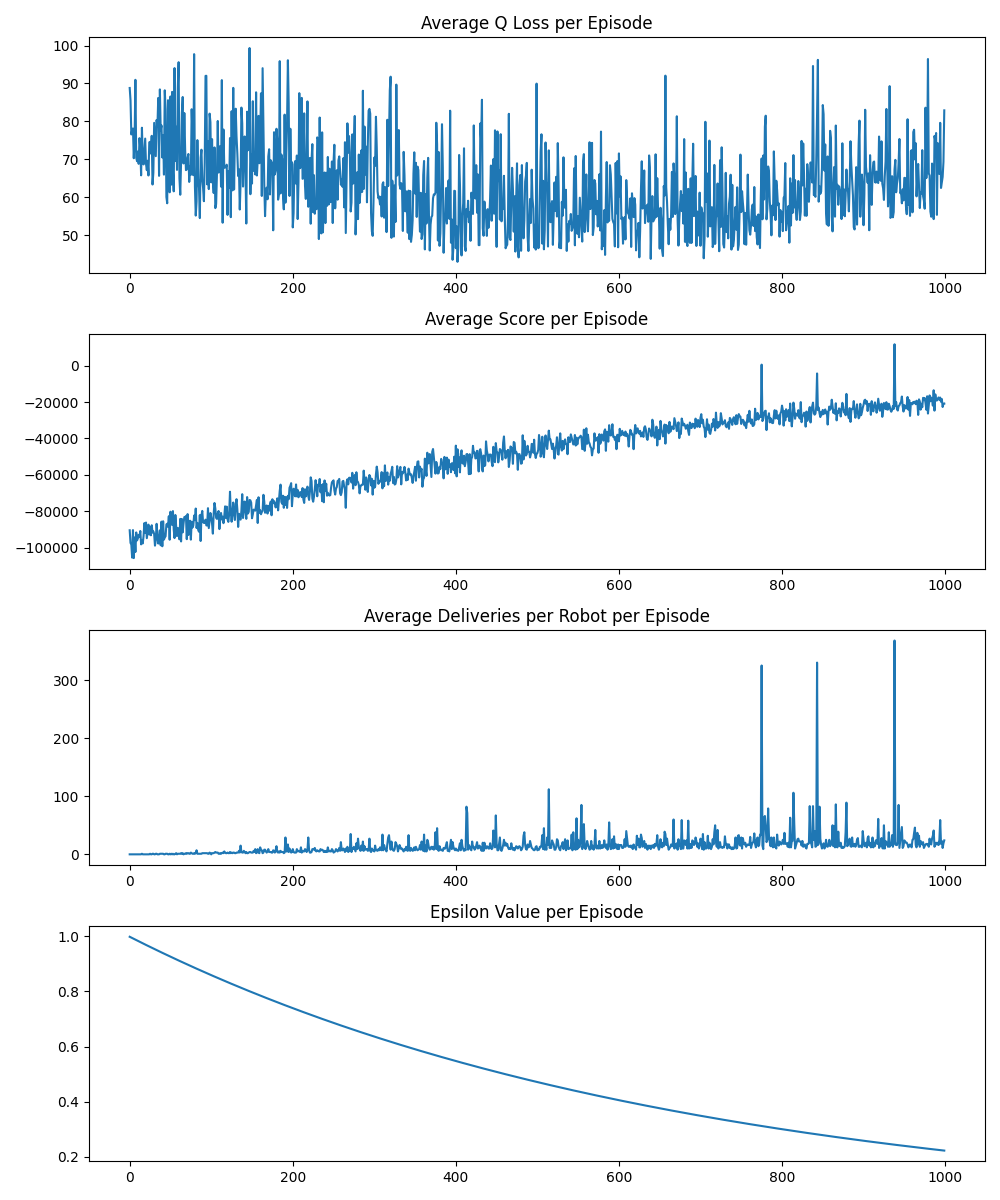 Average Q Loss per Episode
100
90
80
70
60
50
0 200 400 600 800 1000
Average Score per Episode
0
−20000
−40000
−60000
−80000
−100000
0 200 400 600 800 1000
Average Deliveries per Robot per Episode
300
200
100
0
0 200 400 600 800 1000
Epsilon Value per Episode
1.0
0.8
0.6
0.4
0.2
0 200 400 600 800 1000